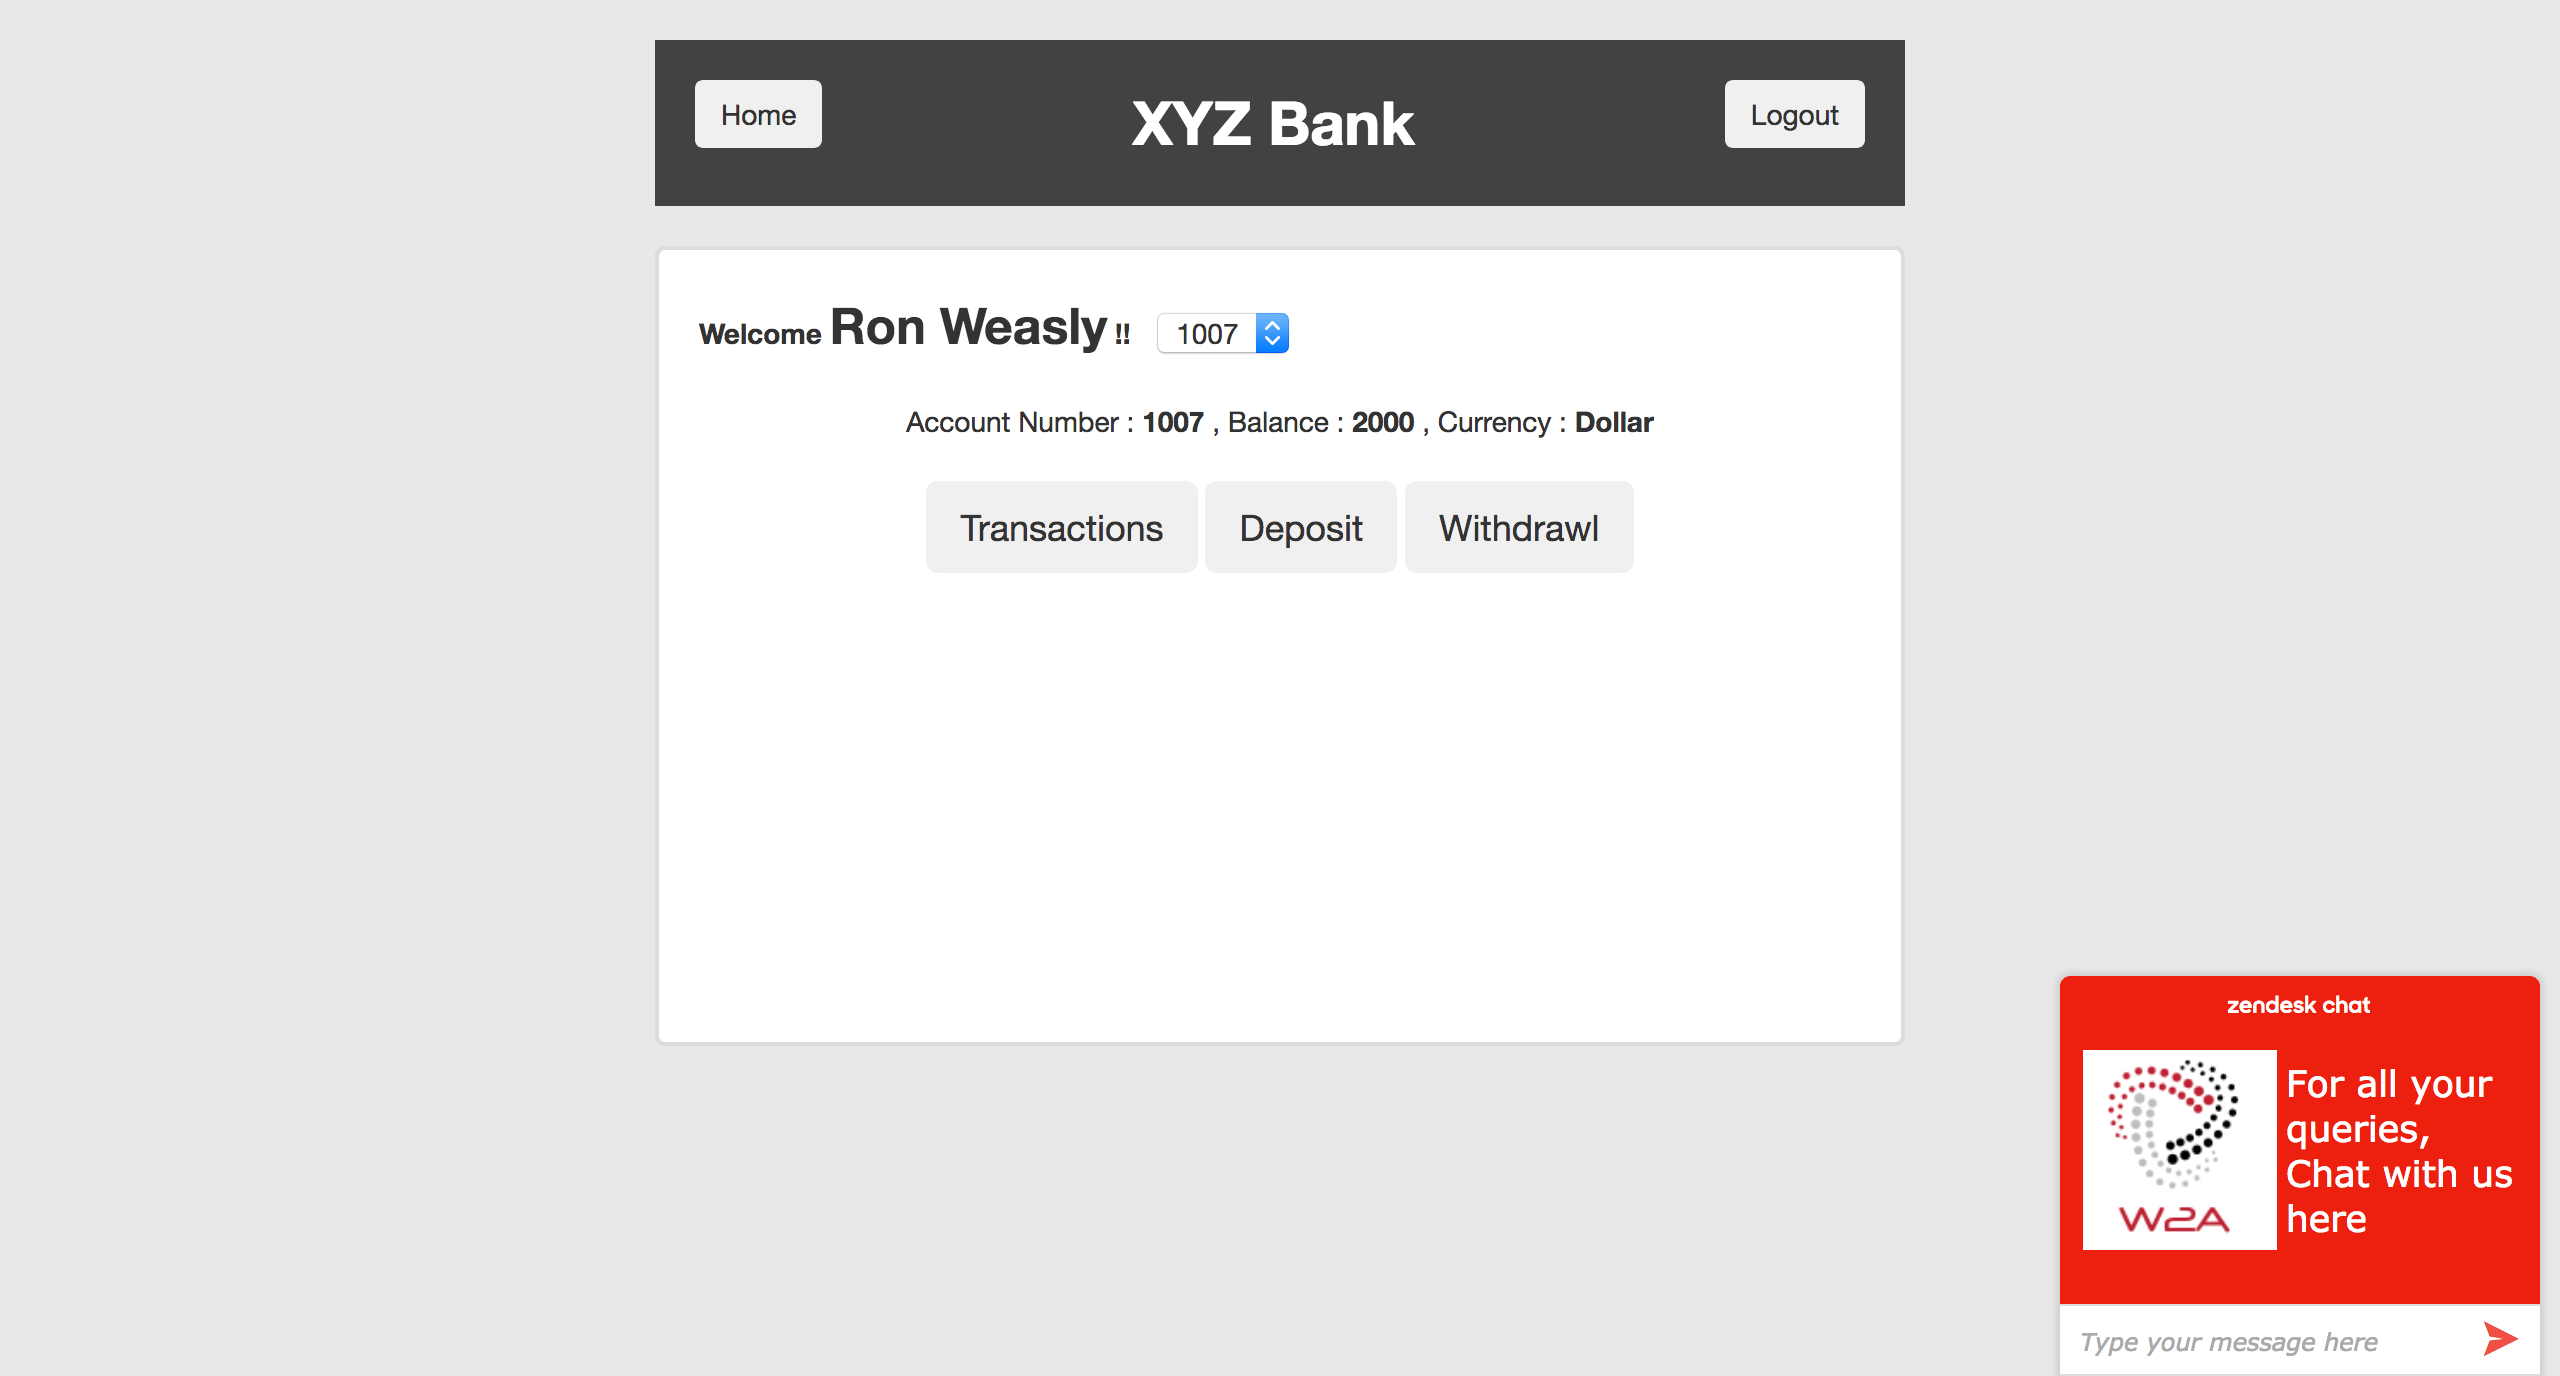 Home
XYZ Bank
Logout
Welcome Ron Weasly !! 1007
Account Number : 1007 , Balance : 2000 , Currency : Dollar
Transactions
Deposit
Withdrawl
zendesk chat
W2A
For all your
queries,
Chat with us
here
Type your message here